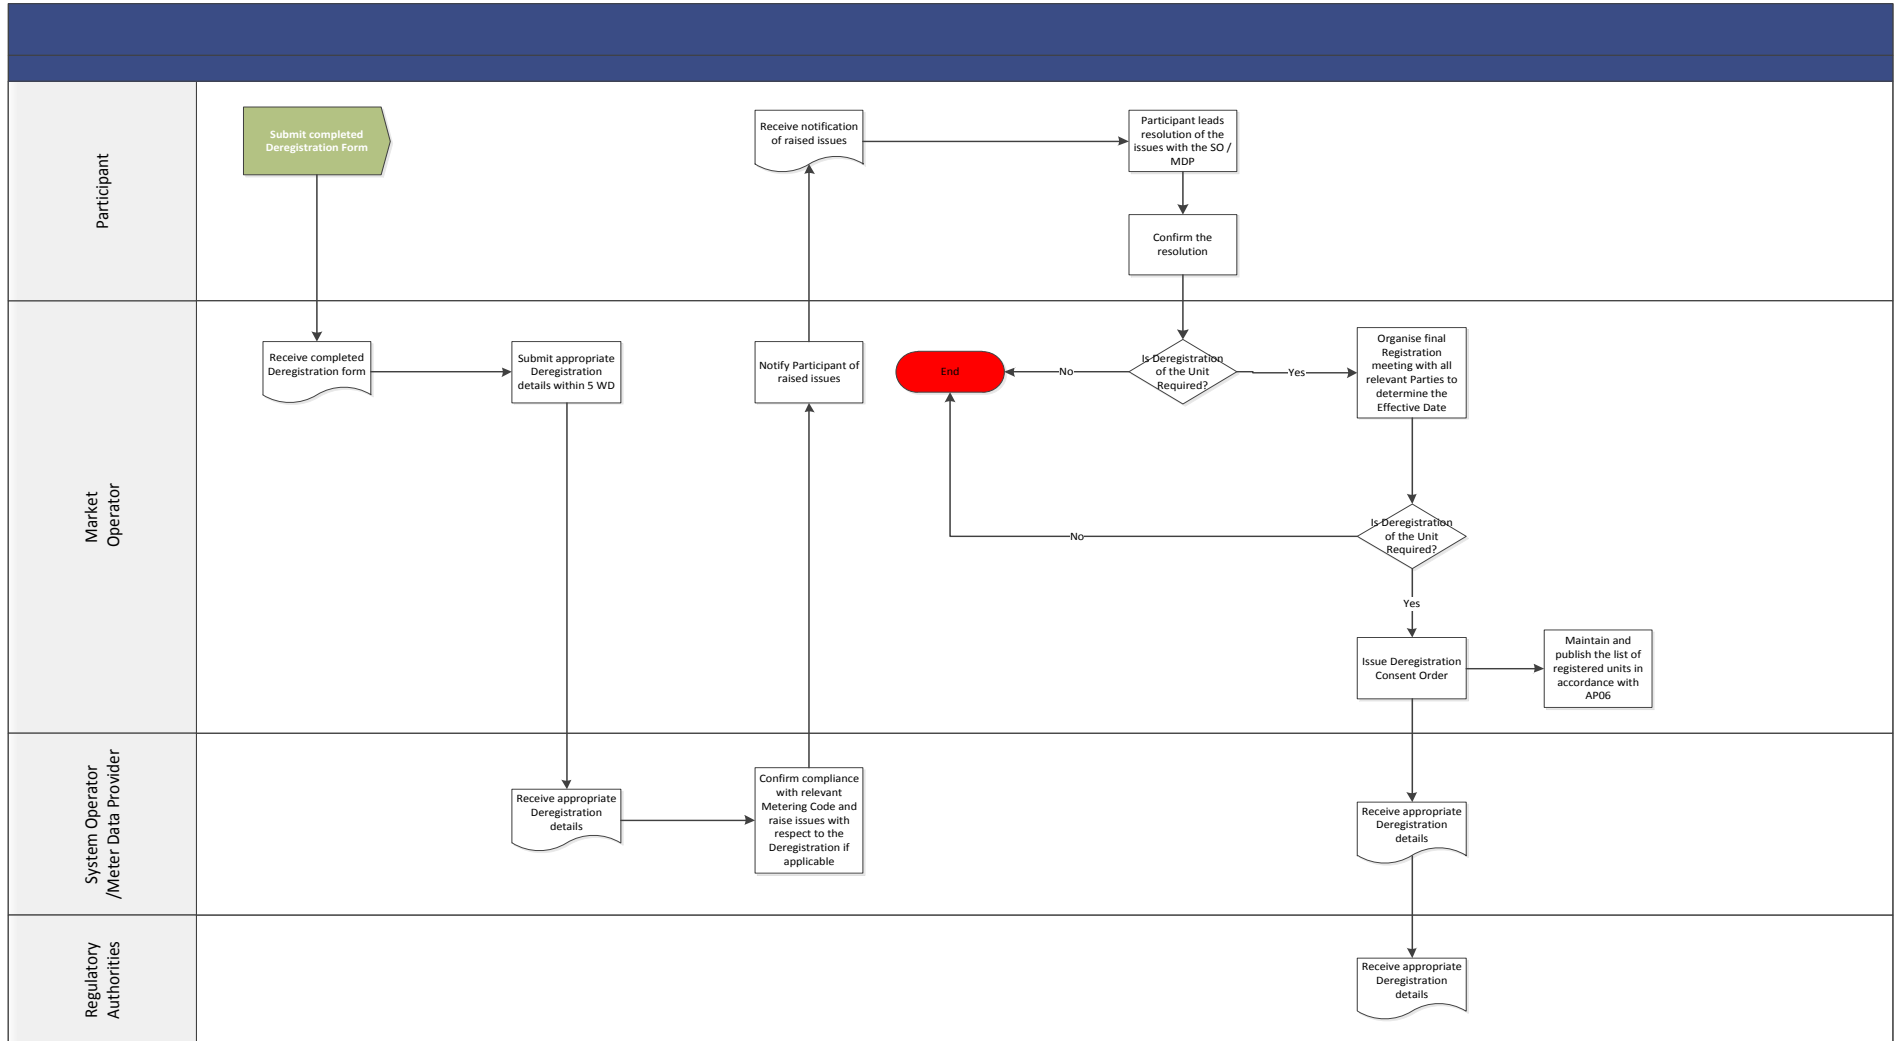 Participant
Submit completed
Deregistration Form
Receive notification
of raised issues
Participant leads
resolution of the
issues with the SO /
MDP
Confirm the
resolution
Market
Operator
Receive completed
Deregistration form
Submit appropriate
Deregistration
details within 5 WD
Notify Participant of
raised issues
End
No
Is Deregistration
of the Unit
Required?
Yes
Organise final
Registration
meeting with all
relevant Parties to
determine the
Effective Date
No
Is Deregistration
of the Unit
Required?
Yes
Issue Deregistration
Consent Order
Maintain and
publish the list of
registered units in
accordance with
AP06
System Operator
/Meter Data Provider
Receive appropriate
Deregistration
details
Confirm compliance
with relevant
Metering Code and
raise issues with
respect to the
Deregistration if
applicable
Receive appropriate
Deregistration
details
Regulatory
Authorities
Receive appropriate
Deregistration
details